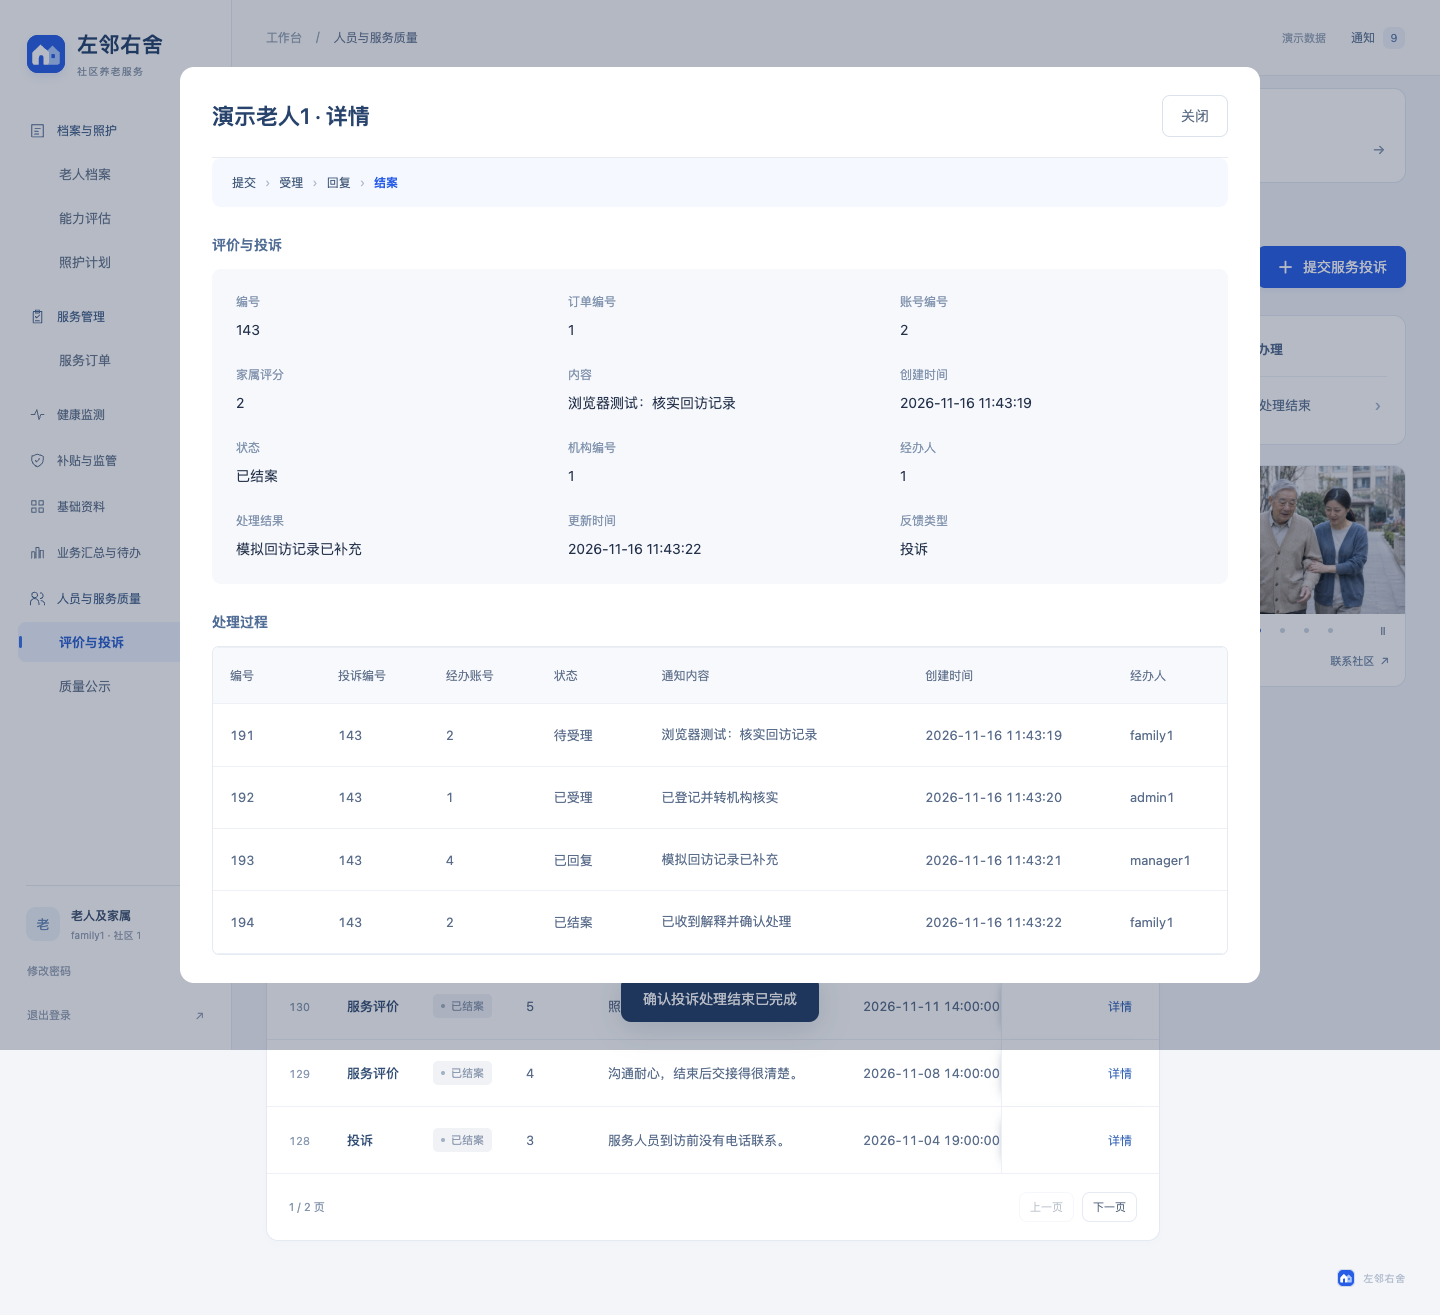 左邻右舍
社区养老服务
工作台 / 人员与服务质量
演示数据 通知 9
档案与照护
老人档案
能力评估
照护计划
服务管理
服务订单
健康监测
补贴与监管
基础资料
业务汇总与待办
人员与服务质量
评价与投诉
质量公示
老
老人及家属
family1 · 社区 1
修改密码
退出登录
演示老人1 · 详情
关闭
提交 › 受理 › 回复 › 结案
评价与投诉
编号 订单编号 账号编号
143 1 2
家属评分 内容 创建时间
2 浏览器测试：核实回访记录 2026-11-16 11:43:19
状态 机构编号 经办人
已结案 1 1
处理结果 更新时间 反馈类型
模拟回访记录已补充 2026-11-16 11:43:22 投诉
处理过程
编号 投诉编号 经办账号 状态 通知内容 创建时间 经办人
191 143 2 待受理 浏览器测试：核实回访记录 2026-11-16 11:43:19 family1
192 143 1 已受理 已登记并转机构核实 2026-11-16 11:43:20 admin1
193 143 4 已回复 模拟回访记录已补充 2026-11-16 11:43:21 manager1
194 143 2 已结案 已收到解释并确认处理 2026-11-16 11:43:22 family1
提交服务投诉
办理
处理结束
联系社区
确认投诉处理结束已完成
130 服务评价 已结案 5 照 2026-11-11 14:00:00 详情
129 服务评价 已结案 4 沟通耐心，结束后交接得很清楚。 2026-11-08 14:00:00 详情
128 投诉 已结案 3 服务人员到访前没有电话联系。 2026-11-04 19:00:00 详情
1 / 2 页 上一页 下一页
左邻右舍